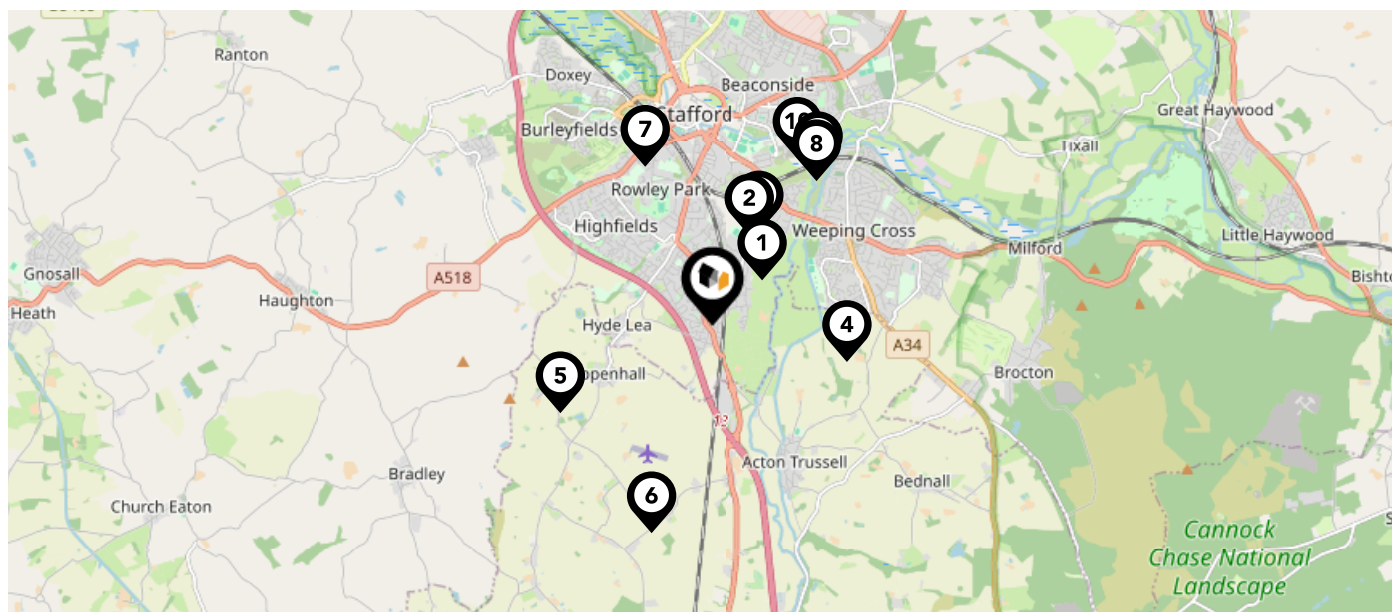 Ranton
Doxey
Beaconside
Great Haywood
Stafford
10
Burleyfields
7
8
Tixall
Rowley Park
2
Highfields
1
Weeping Cross
Milford
Little Haywood
Gnosall
A518
Haughton
Heath
Hyde Lea
4
A34
5
Brocton
12
Acton Trussell
Bradley
Bednall
6
Church Eaton
Cannock
Chase National
Landscape